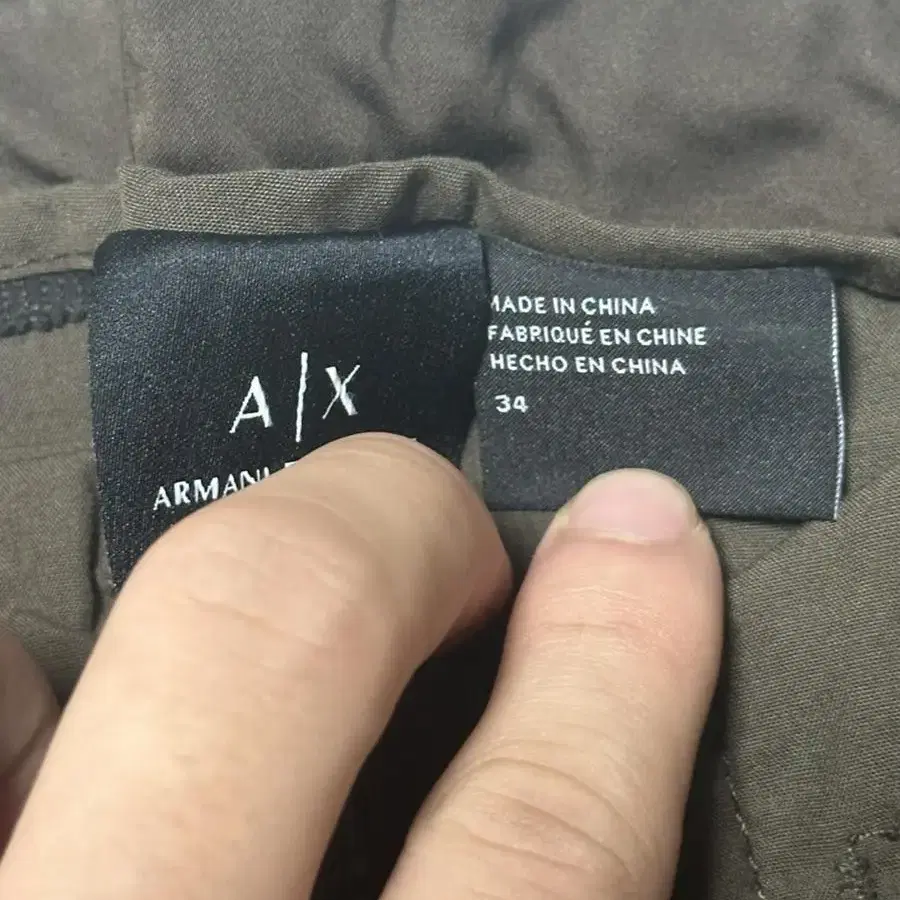 A|X
ARMANI
MADE IN CHINA
FABRIQUÉ EN CHINE
HECHO EN CHINA
34